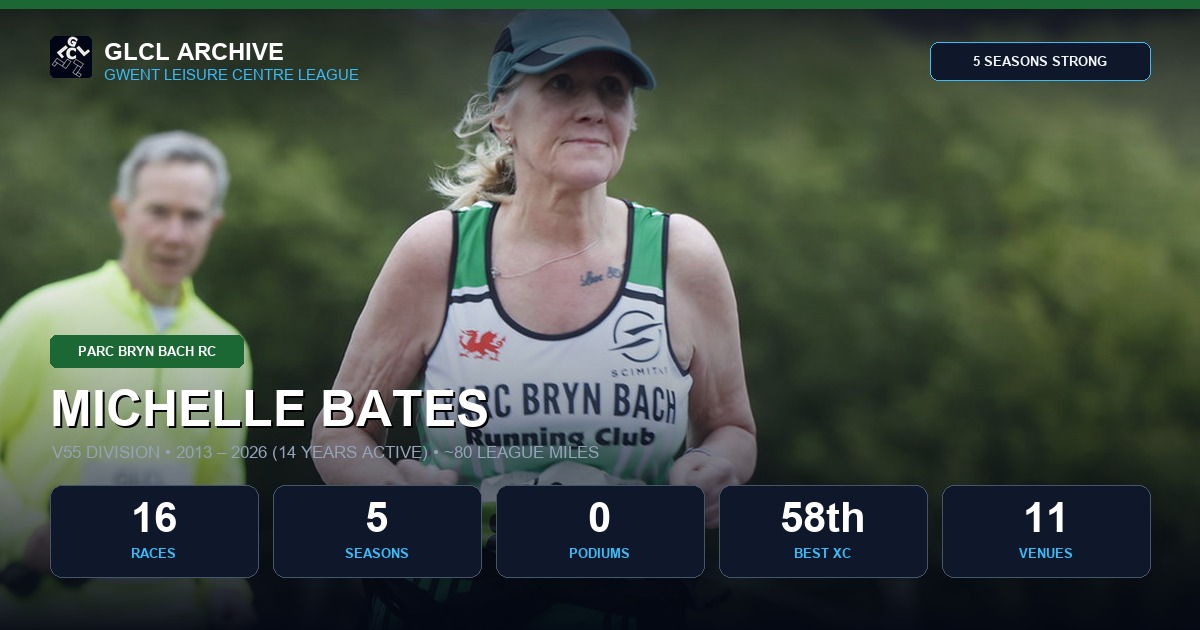 GLCL ARCHIVE
GWENT LEISURE CENTRE LEAGUE
5 SEASONS STRONG
SCIMITAR
PARC BRYN BACH
Running Club
PARC BRYN BACH RC
MICHELLE BATES
V55 DIVISION • 2013 – 2026 (14 YEARS ACTIVE) • ~80 LEAGUE MILES
16
RACES
5
SEASONS
0
PODIUMS
58th
BEST XC
11
VENUES